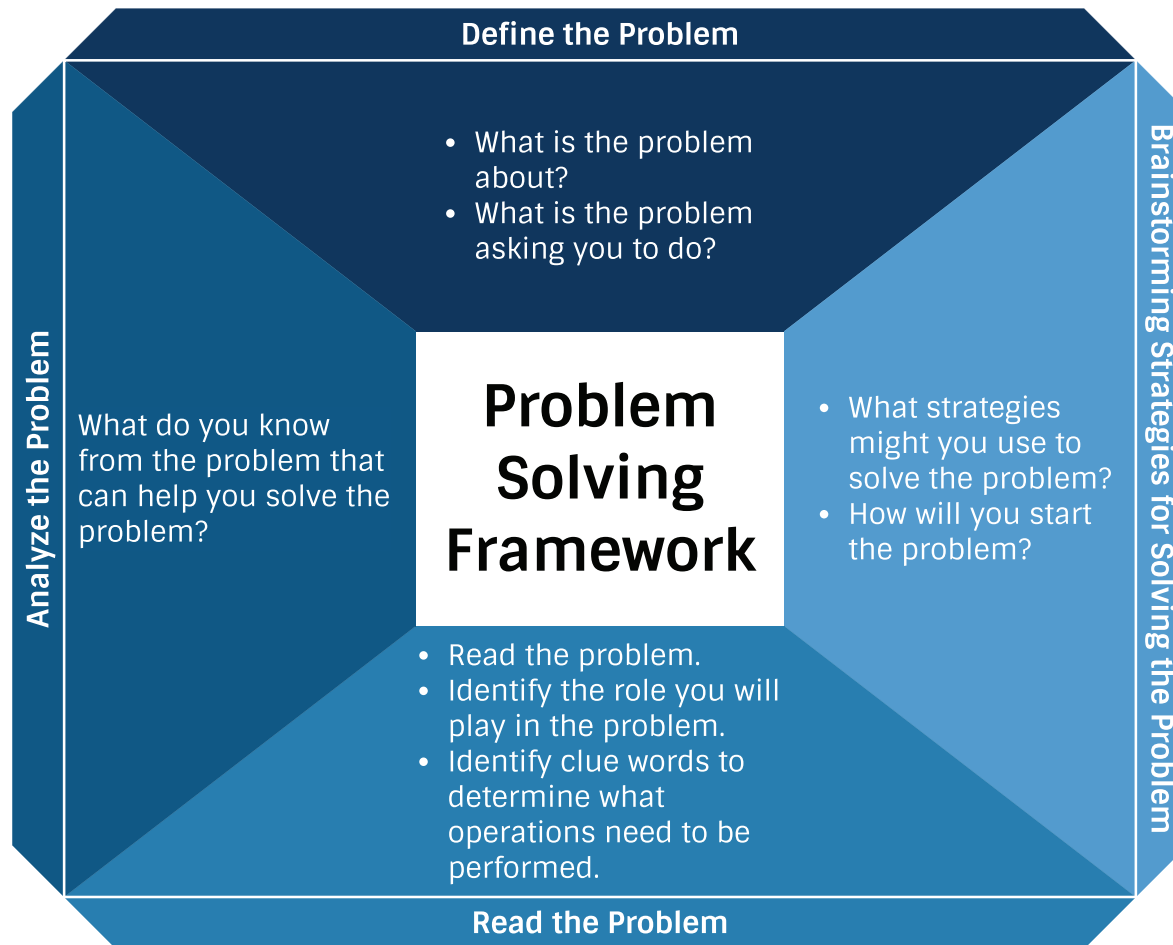 Define the Problem
• What is the problem
about?
• What is the problem
asking you to do?
Analyze the Problem
What do you know
from the problem that
can help you solve the
problem?
Problem
Solving
Framework
• What strategies
might you use to
solve the problem?
• How will you start
the problem?
Brainstorming Strategies for Solving the Problem
• Read the problem.
• Identify the role you will
play in the problem.
• Identify clue words to
determine what
operations need to be
performed.
Read the Problem